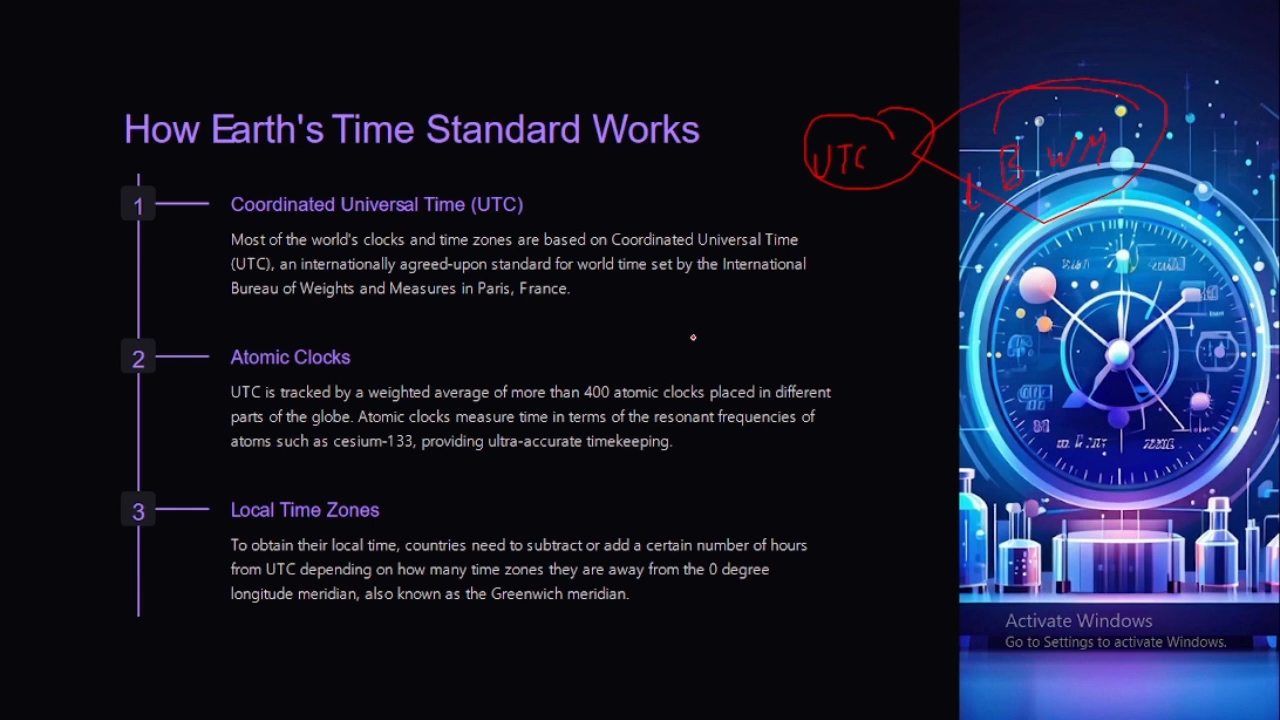 How Earth's Time Standard Works
UTC
I B WM
1
Coordinated Universal Time (UTC)
Most of the world's clocks and time zones are based on Coordinated Universal Time
(UTC), an internationally agreed-upon standard for world time set by the International
Bureau of Weights and Measures in Paris, France.
2
Atomic Clocks
UTC is tracked by a weighted average of more than 400 atomic clocks placed in different
parts of the globe. Atomic clocks measure time in terms of the resonant frequencies of
atoms such as cesium-133, providing ultra-accurate timekeeping.
3
Local Time Zones
To obtain their local time, countries need to subtract or add a certain number of hours
from UTC depending on how many time zones they are away from the 0 degree
longitude meridian, also known as the Greenwich meridian.
Activate Windows
Go to Settings to activate Windows.